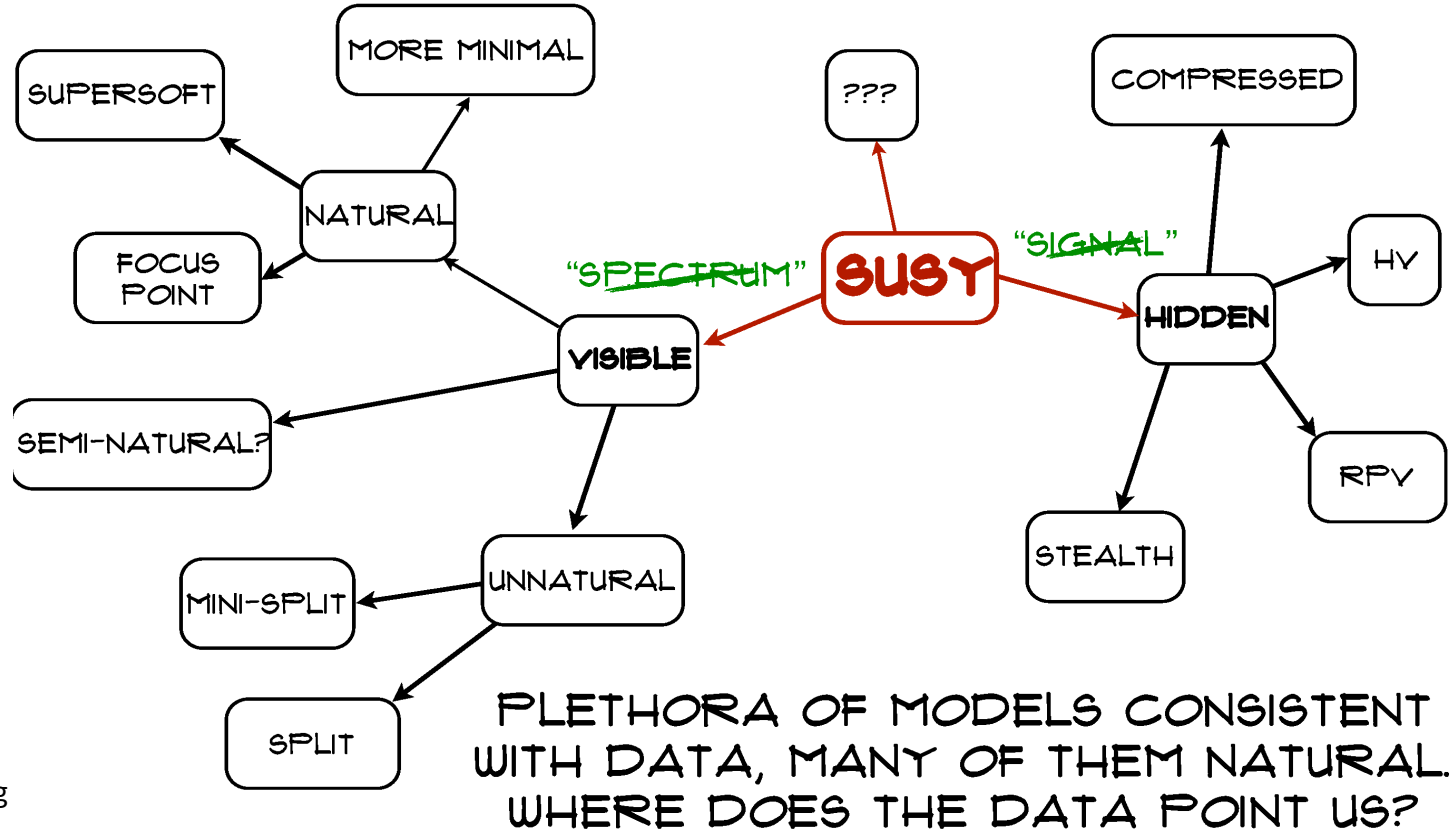 MORE MINIMAL
SUPERSOFT
???
COMPRESSED
NATURAL
FOCUS
POINT
"SPECTRUM"
SUSY
"SIGNAL"
HV
HIDDEN
VISIBLE
SEMI-NATURAL?
RPV
STEALTH
UNNATURAL
MINI-SPLIT
SPLIT
PLETHORA OF MODELS CONSISTENT
WITH DATA, MANY OF THEM NATURAL.
WHERE DOES THE DATA POINT US?
g